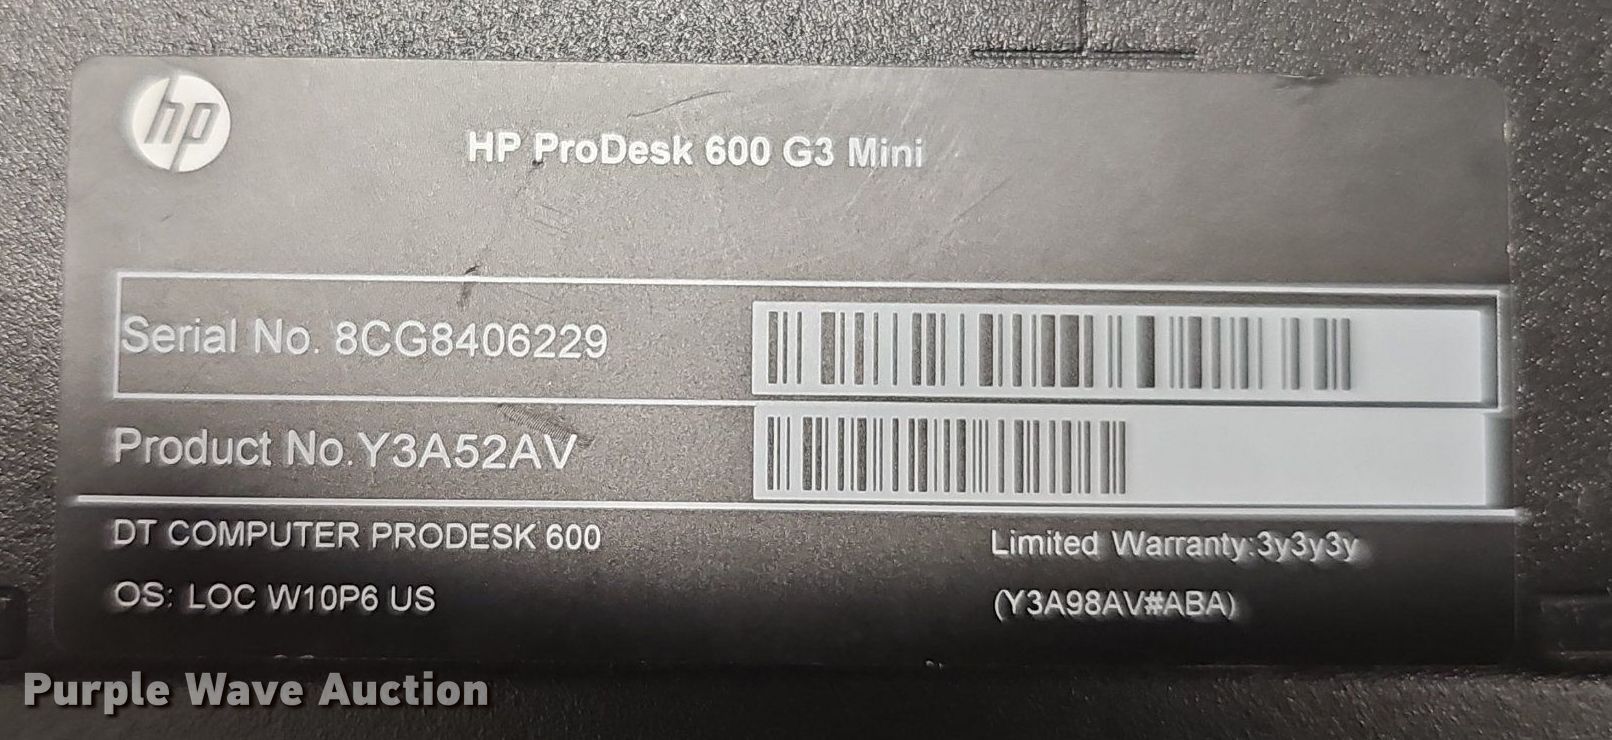 hp
HP ProDesk 600 G3 Mini
Serial No. 8CG8406229
Product No.Y3A52AV
DT COMPUTER PRODESK 600
Limited Warranty:3y3y3y
OS: LOC W10P6 US
(Y3A98AV#ABA)
Purple Wave Auction